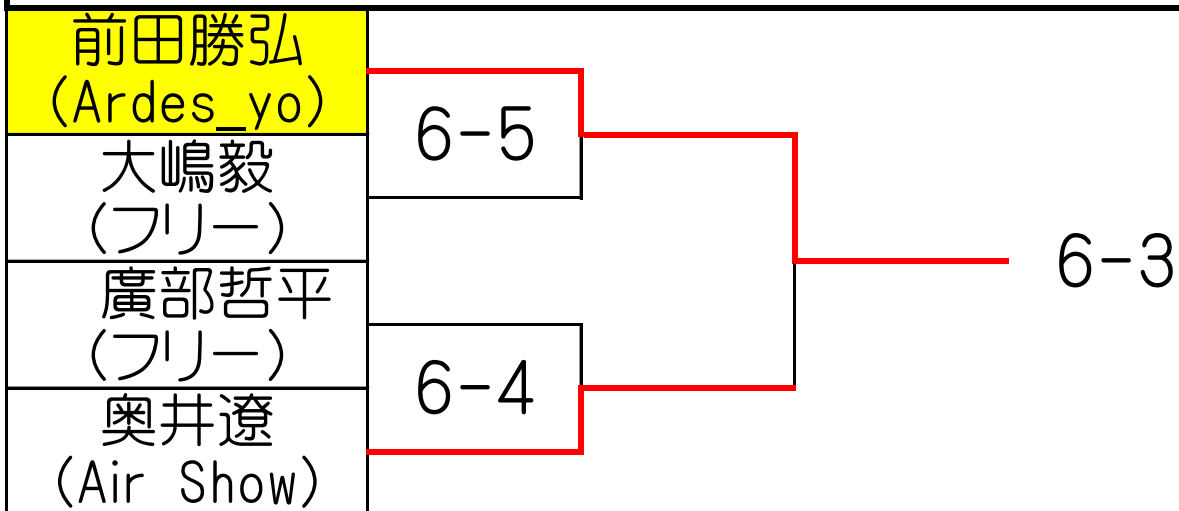 前田勝弘
(Ardes_yo)
6-5
大嶋毅
(フリー)
6-3
廣部哲平
(フリー)
6-4
奥井遼
(Air Show)